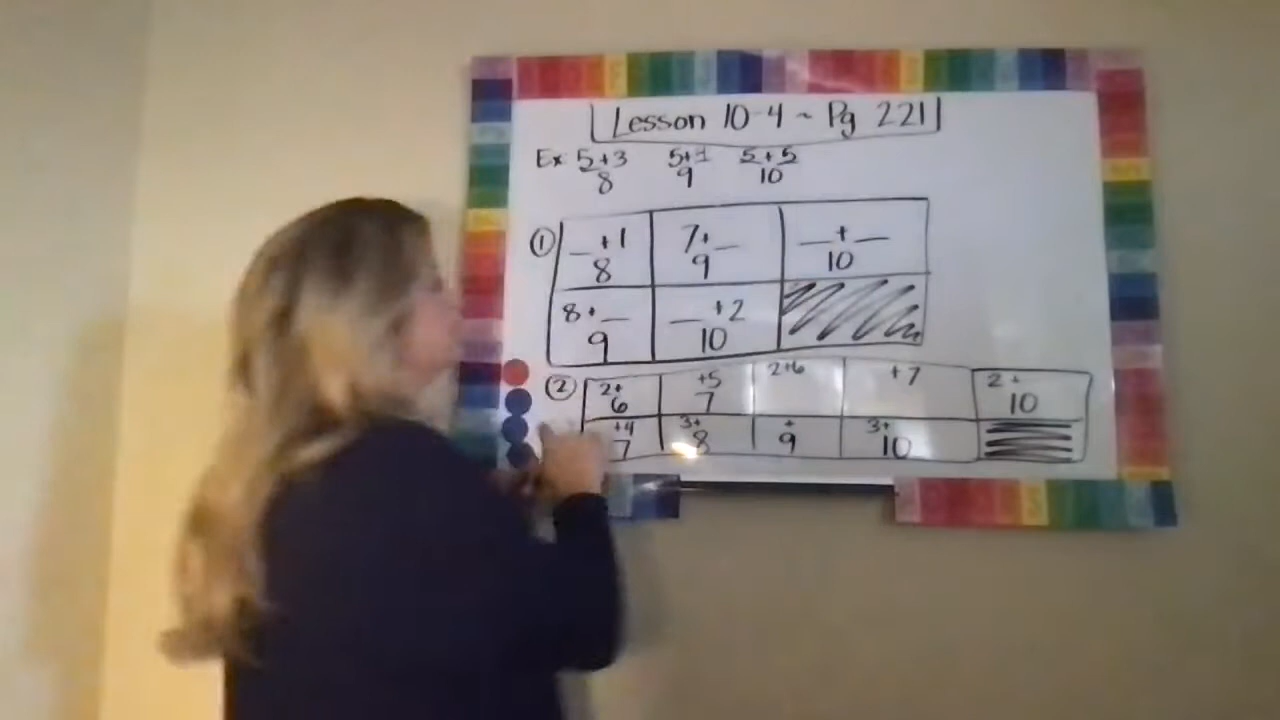 Lesson 10-4 ~ Pg 221
Ex 5+3 5+1 5+5
8 9 10
① _+1 7+_ _+_
8 9 10
8+_ _+2
9 10
② 2+ +5 2+6 +7 2+
6 7 10
+4 3+ + 3+
7 8 9 10